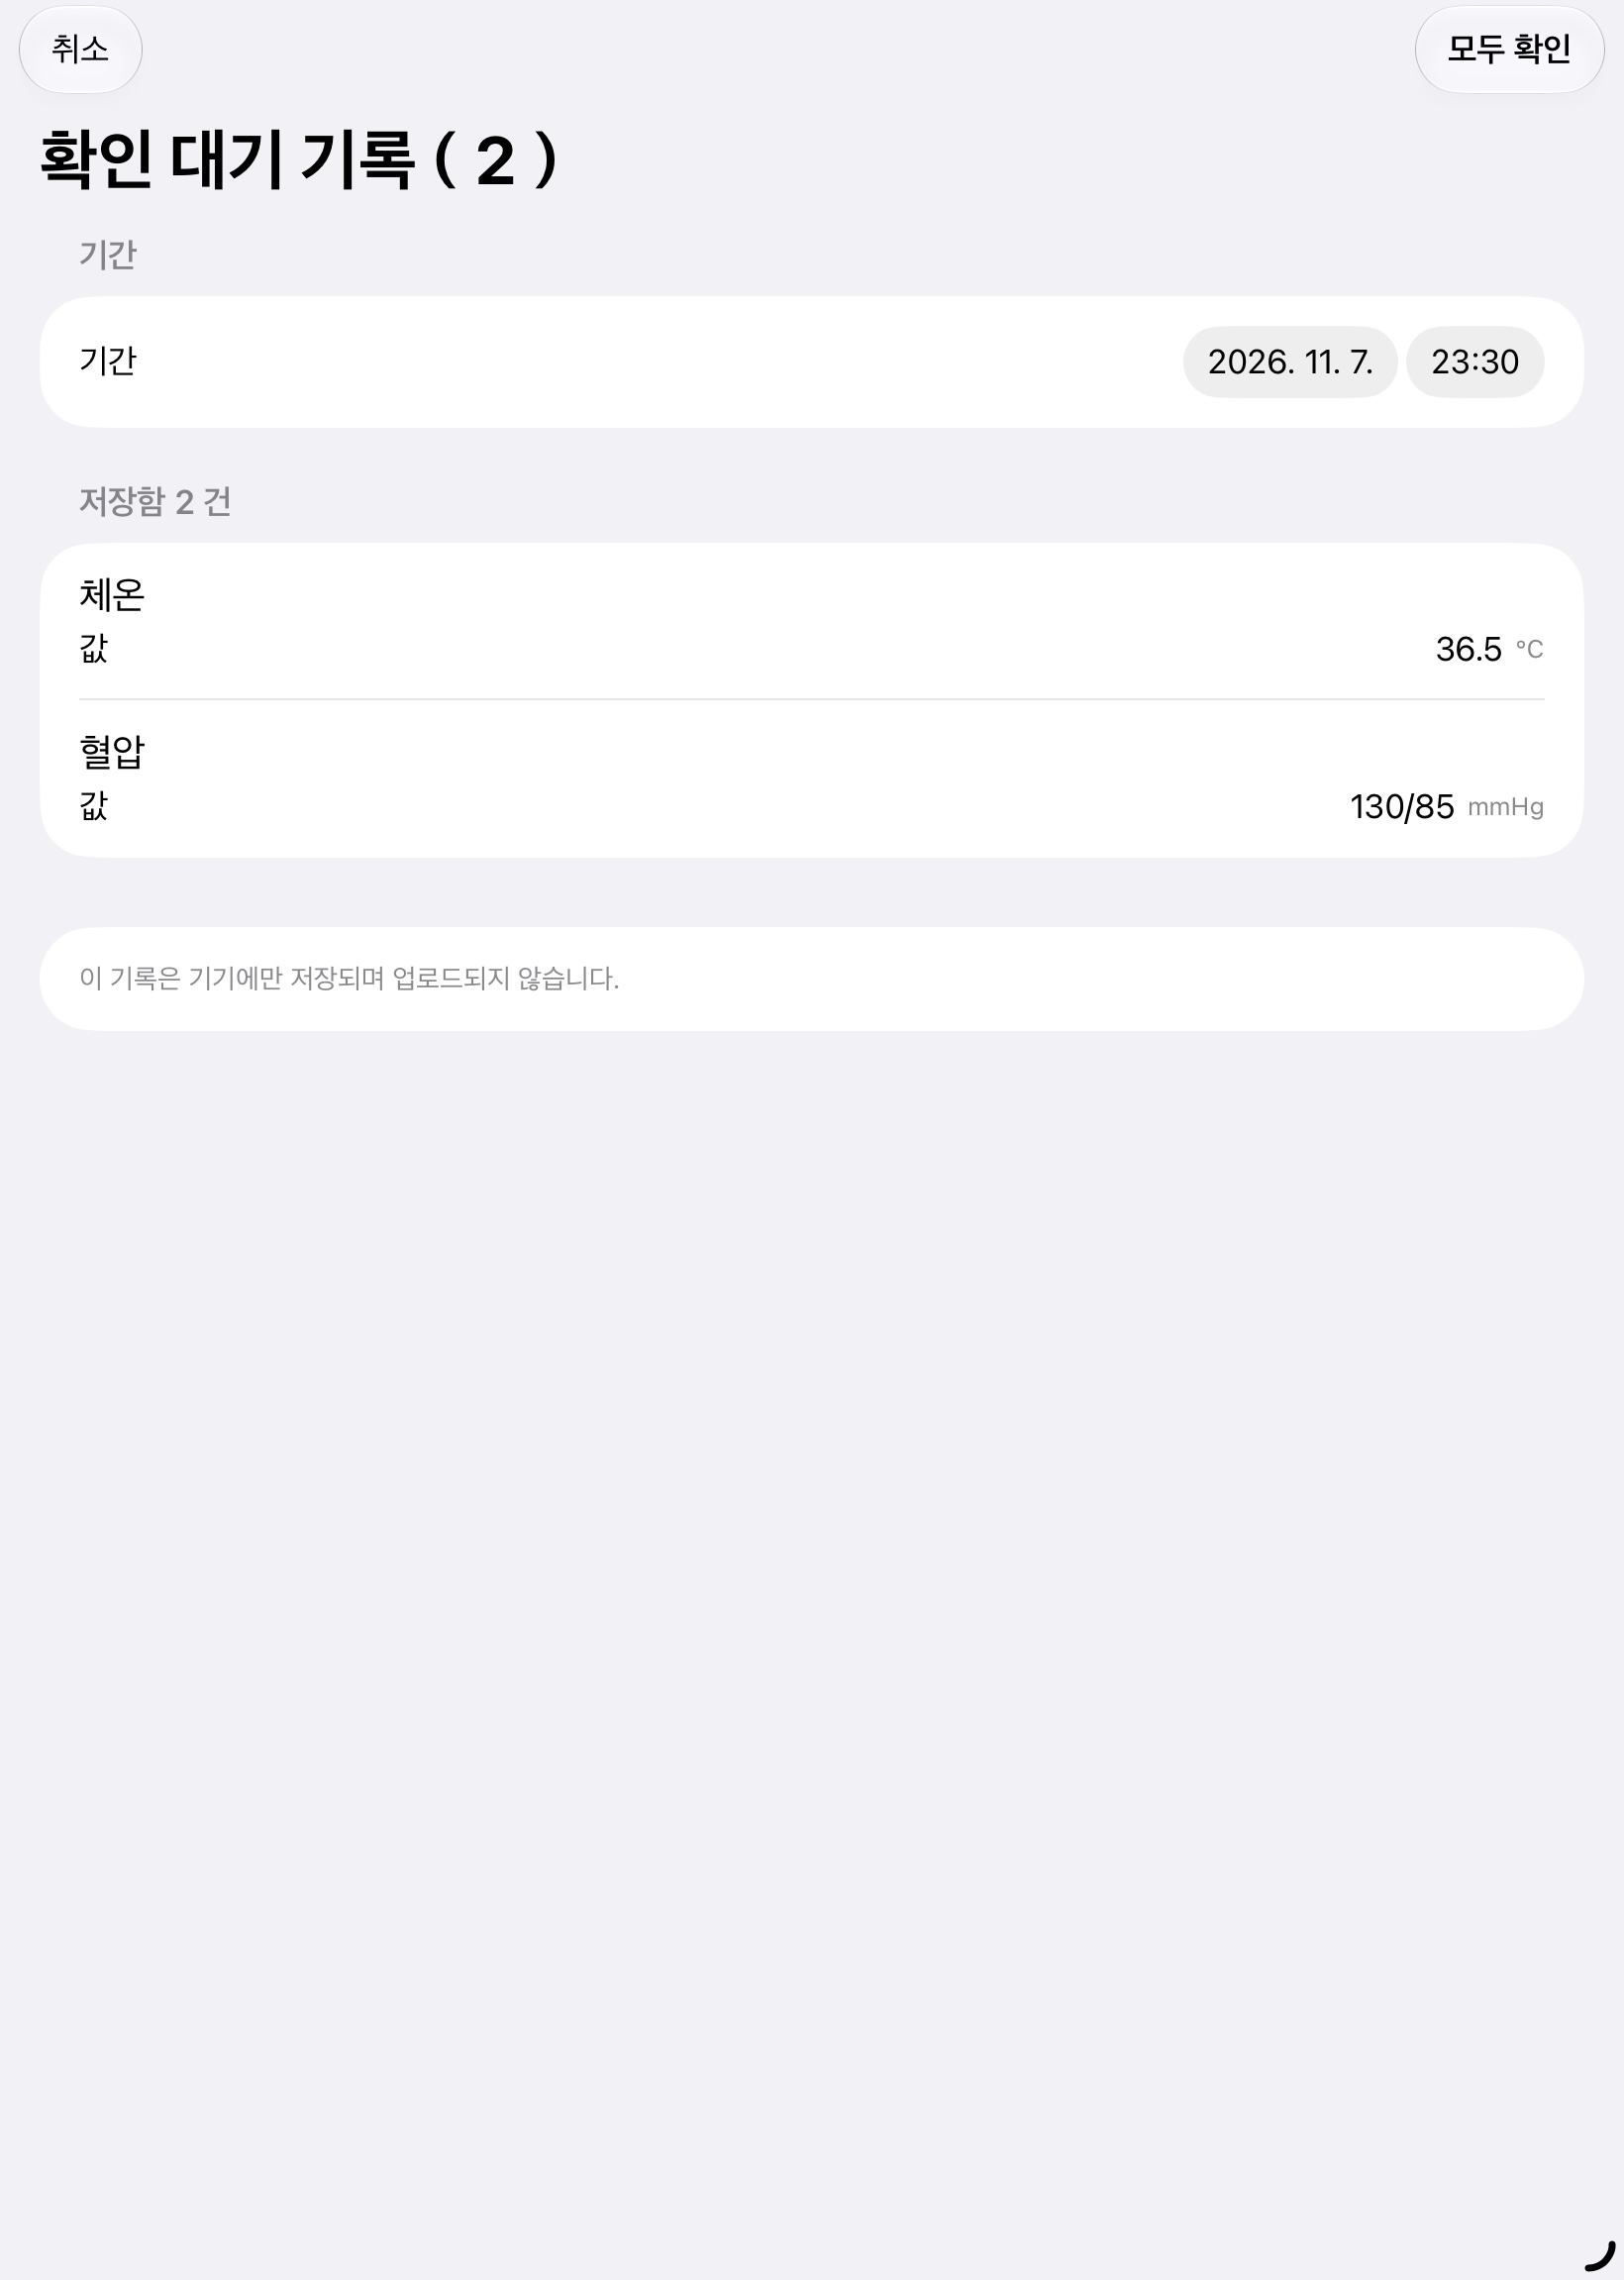 취소
모두 확인
확인 대기 기록 ( 2 )
기간
기간
2026. 11. 7.
23:30
저장함 2 건
체온
값
36.5 °C
혈압
값
130/85 mmHg
이 기록은 기기에만 저장되며 업로드되지 않습니다.